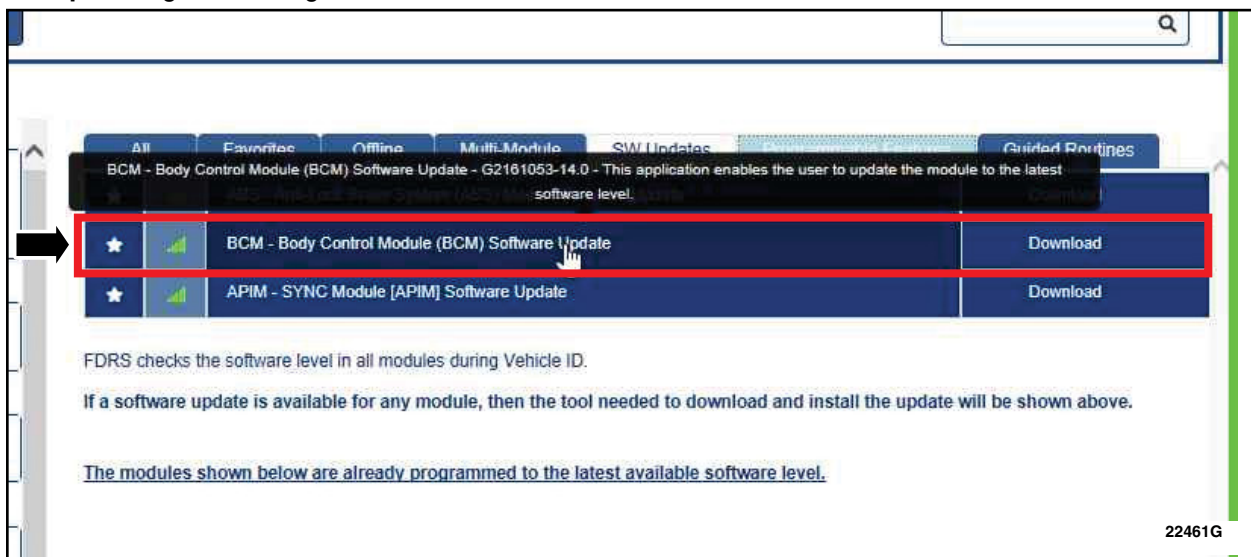 All Favorites Offline Multi-Module SW Updates Guided Routines
BCM - Body Control Module (BCM) Software Update - G2161053-14.0 - This application enables the user to update the module to the latest
software level.
BCM - Body Control Module (BCM) Software Update Download
APIM - SYNC Module [APIM] Software Update Download
FDRS checks the software level in all modules during Vehicle ID.
If a software update is available for any module, then the tool needed to download and install the update will be shown above.
The modules shown below are already programmed to the latest available software level.
22461G